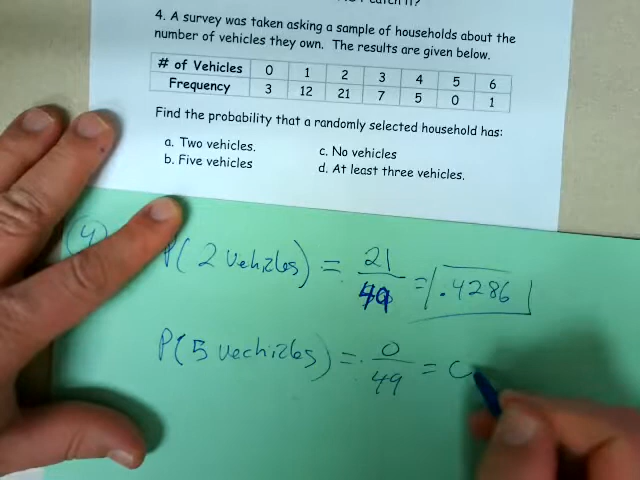 catch it?
4. A survey was taken asking a sample of households about the
number of vehicles they own. The results are given below.
# of Vehicles 0 1 2 3 4 5 6
Frequency 3 12 21 7 5 0 1
Find the probability that a randomly selected household has:
a. Two vehicles. c. No vehicles
b. Five vehicles d. At least three vehicles.
4 P(2 vehicles) = 21/49 = .4286
P(5 vechicles) = 0/49 =